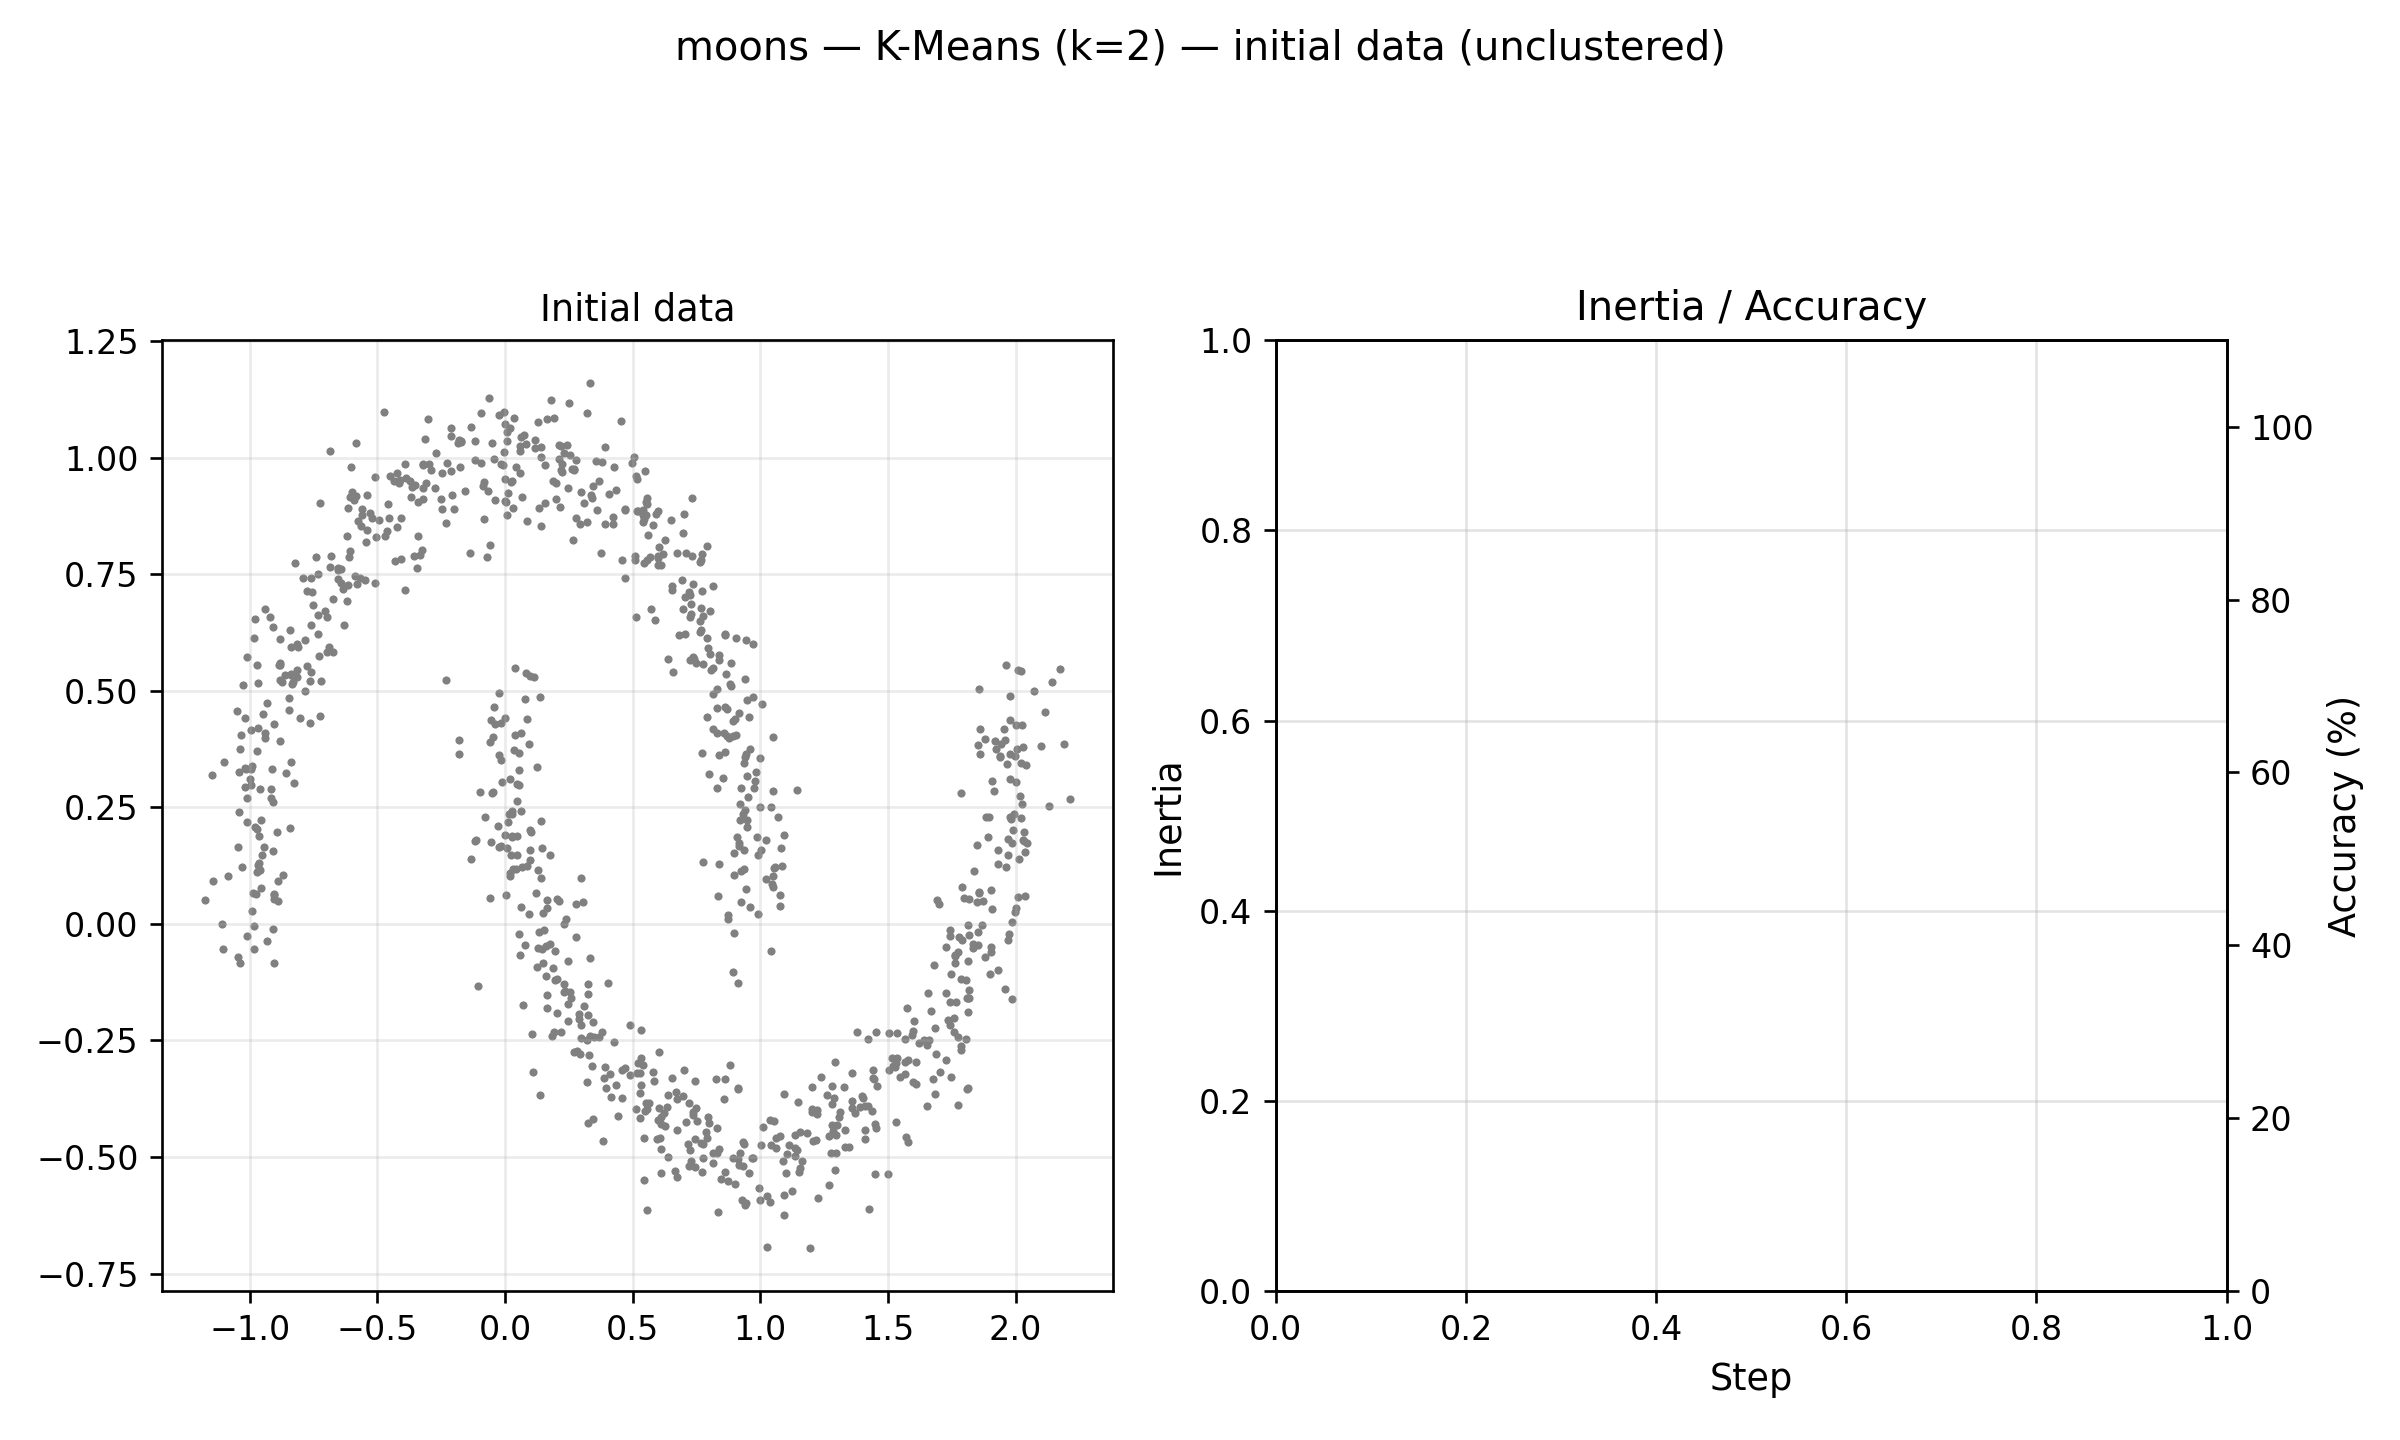 moons — K-Means (k=2) — initial data (unclustered)
Initial data
1.25
1.00
0.75
0.50
0.25
0.00
−0.25
−0.50
−0.75
−1.0 −0.5 0.0 0.5 1.0 1.5 2.0
Inertia / Accuracy
Inertia
1.0
0.8
0.6
0.4
0.2
0.0
0.0 0.2 0.4 0.6 0.8 1.0
Step
100
80
60
40
20
0
Accuracy (%)